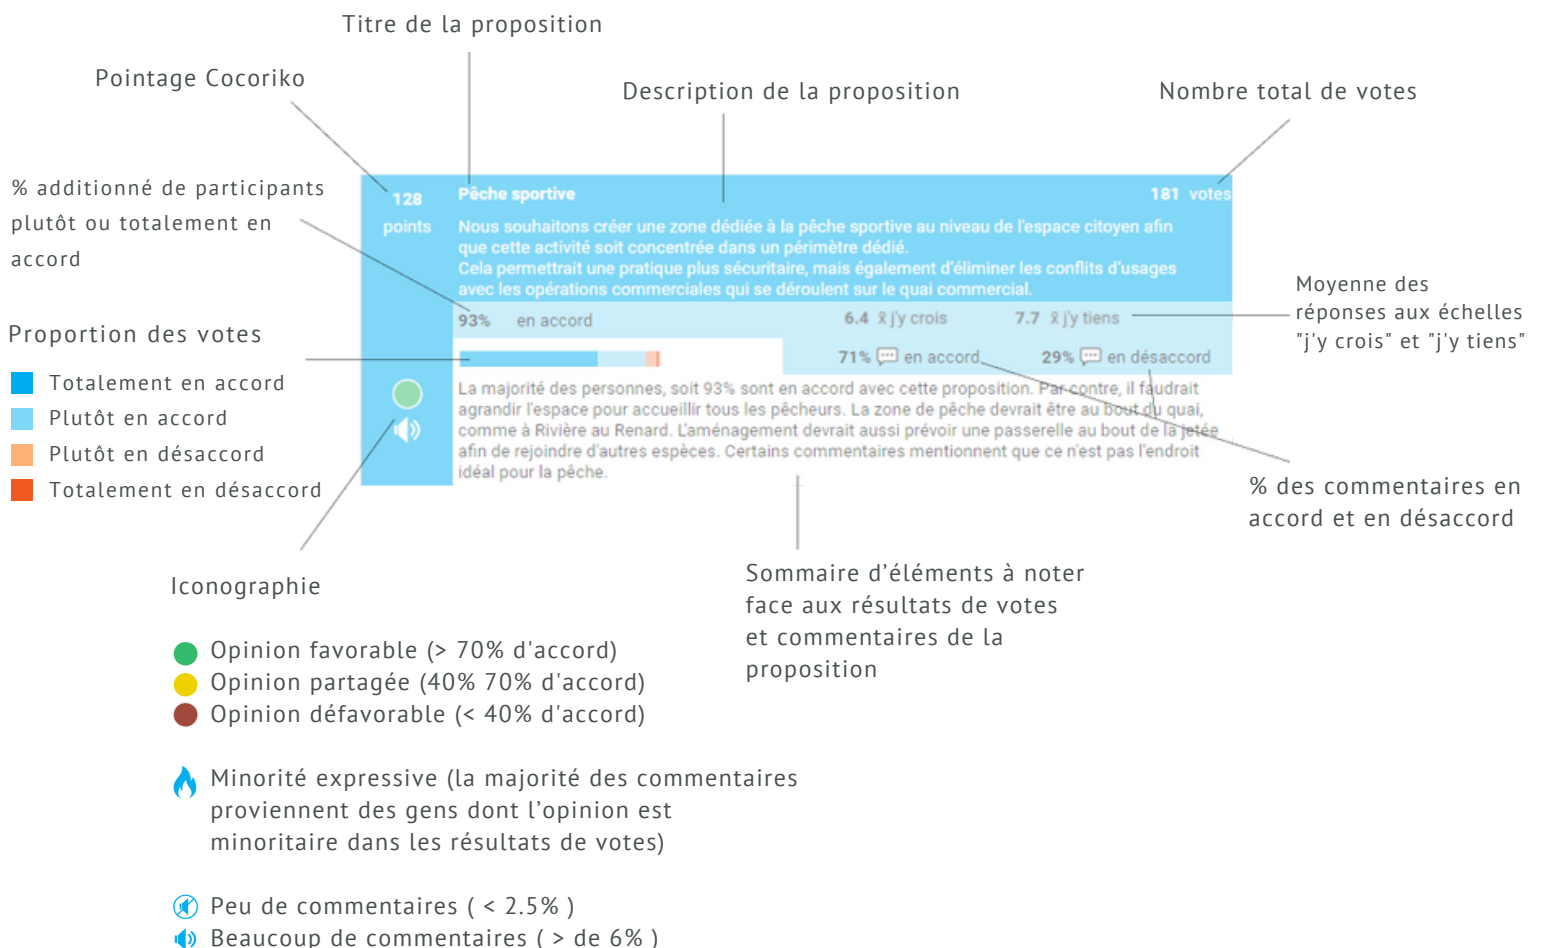 Titre de la proposition
Pointage Cocoriko
Description de la proposition
Nombre total de votes
% additionné de participants
plutôt ou totalement en
accord
128
points
Pêche sportive
181 votes
Nous souhaitons créer une zone dédiée à la pêche sportive au niveau de l'espace citoyen afin
que cette activité soit concentrée dans un périmètre dédié.
Cela permettrait une pratique plus sécuritaire, mais également d'éliminer les conflits d'usages
avec les opérations commerciales qui se déroulent sur le quai commercial.
93% en accord
6.4 x̄ j'y crois
7.7 x̄ j'y tiens
71% en accord
29% en désaccord
Moyenne des
réponses aux échelles
"j'y crois" et "j'y tiens"
Proportion des votes
Totalement en accord
Plutôt en accord
Plutôt en désaccord
Totalement en désaccord
La majorité des personnes, soit 93% sont en accord avec cette proposition. Par contre, il faudrait
agrandir l'espace pour accueillir tous les pêcheurs. La zone de pêche devrait être au bout du quai,
comme à Rivière au Renard. L'aménagement devrait aussi prévoir une passerelle au bout de la jetée
afin de rejoindre d'autres espèces. Certains commentaires mentionnent que ce n'est pas l'endroit
idéal pour la pêche.
% des commentaires en
accord et en désaccord
Iconographie
Sommaire d’éléments à noter
face aux résultats de votes
et commentaires de la
proposition
Opinion favorable (> 70% d'accord)
Opinion partagée (40% 70% d'accord)
Opinion défavorable (< 40% d'accord)
Minorité expressive (la majorité des commentaires
proviennent des gens dont l’opinion est
minoritaire dans les résultats de votes)
Peu de commentaires ( < 2.5% )
Beaucoup de commentaires ( > de 6% )